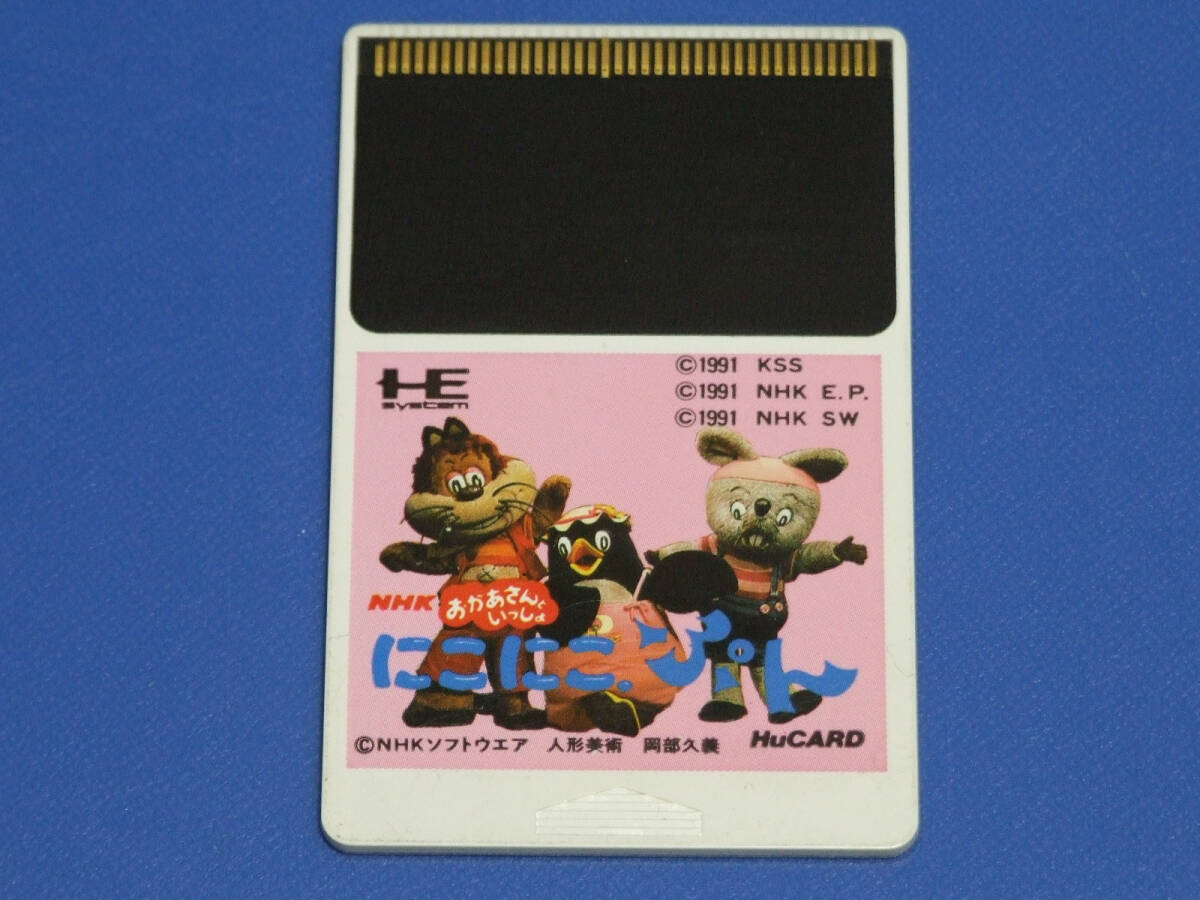 HE
system
©1991 KSS
©1991 NHK E.P.
©1991 NHK SW
NHK おかあさんと
いっしょ
にこにこ、ぷん
©NHKソフトウエア 人形美術 岡部久義
HuCARD